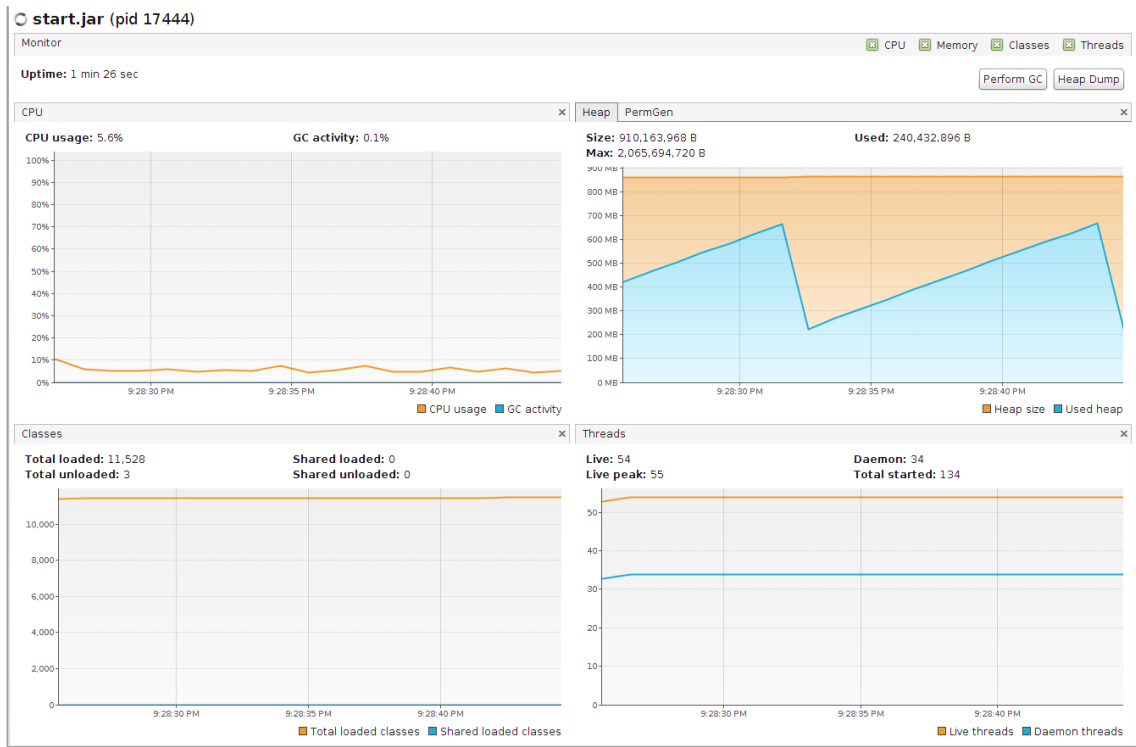 start.jar (pid 17444)
Monitor
CPU Memory Classes Threads
Uptime: 1 min 26 sec
Perform GC Heap Dump
CPU
CPU usage: 5.6% GC activity: 0.1%
100%
90%
80%
70%
60%
50%
40%
30%
20%
10%
0%
9:28:30 PM 9:28:35 PM 9:28:40 PM
CPU usage GC activity
Heap PermGen
Size: 910,163,968 B Used: 240,432,896 B
Max: 2,065,694,720 B
900 MB
800 MB
700 MB
600 MB
500 MB
400 MB
300 MB
200 MB
100 MB
0 MB
9:28:30 PM 9:28:35 PM 9:28:40 PM
Heap size Used heap
Classes
Total loaded: 11,528 Shared loaded: 0
Total unloaded: 3 Shared unloaded: 0
10,000
8,000
6,000
4,000
2,000
0
9:28:30 PM 9:28:35 PM 9:28:40 PM
Total loaded classes Shared loaded classes
Threads
Live: 54 Daemon: 34
Live peak: 55 Total started: 134
50
40
30
20
10
0
9:28:30 PM 9:28:35 PM 9:28:40 PM
Live threads Daemon threads